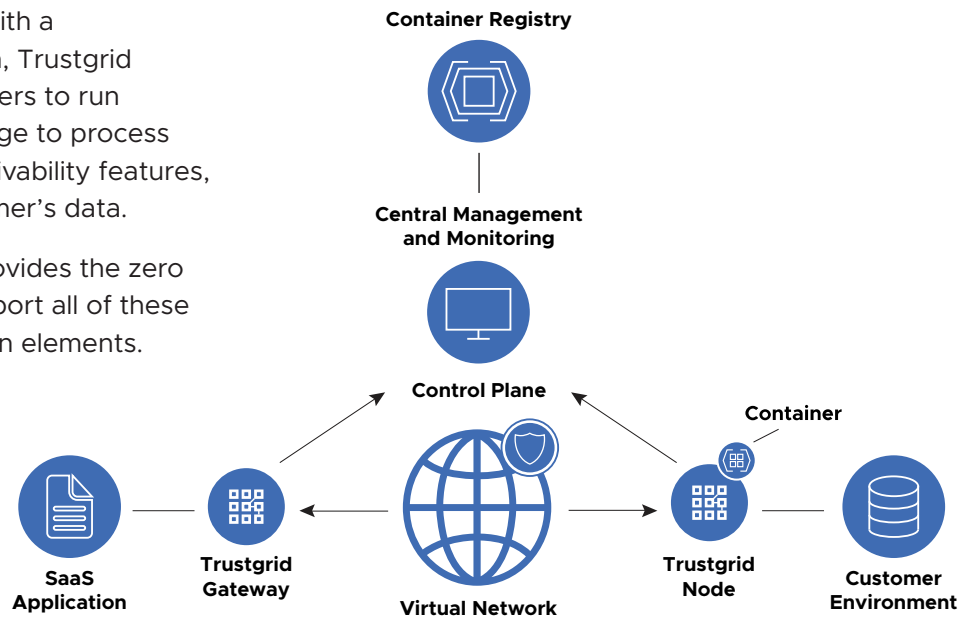 ith a
, Trustgrid
ers to run
ge to process
ivability features,
ner’s data.
ovides the zero
port all of these
n elements.
Container Registry
Central Management
and Monitoring
Control Plane
Container
SaaS
Application
Trustgrid
Gateway
Virtual Network
Trustgrid
Node
Customer
Environment